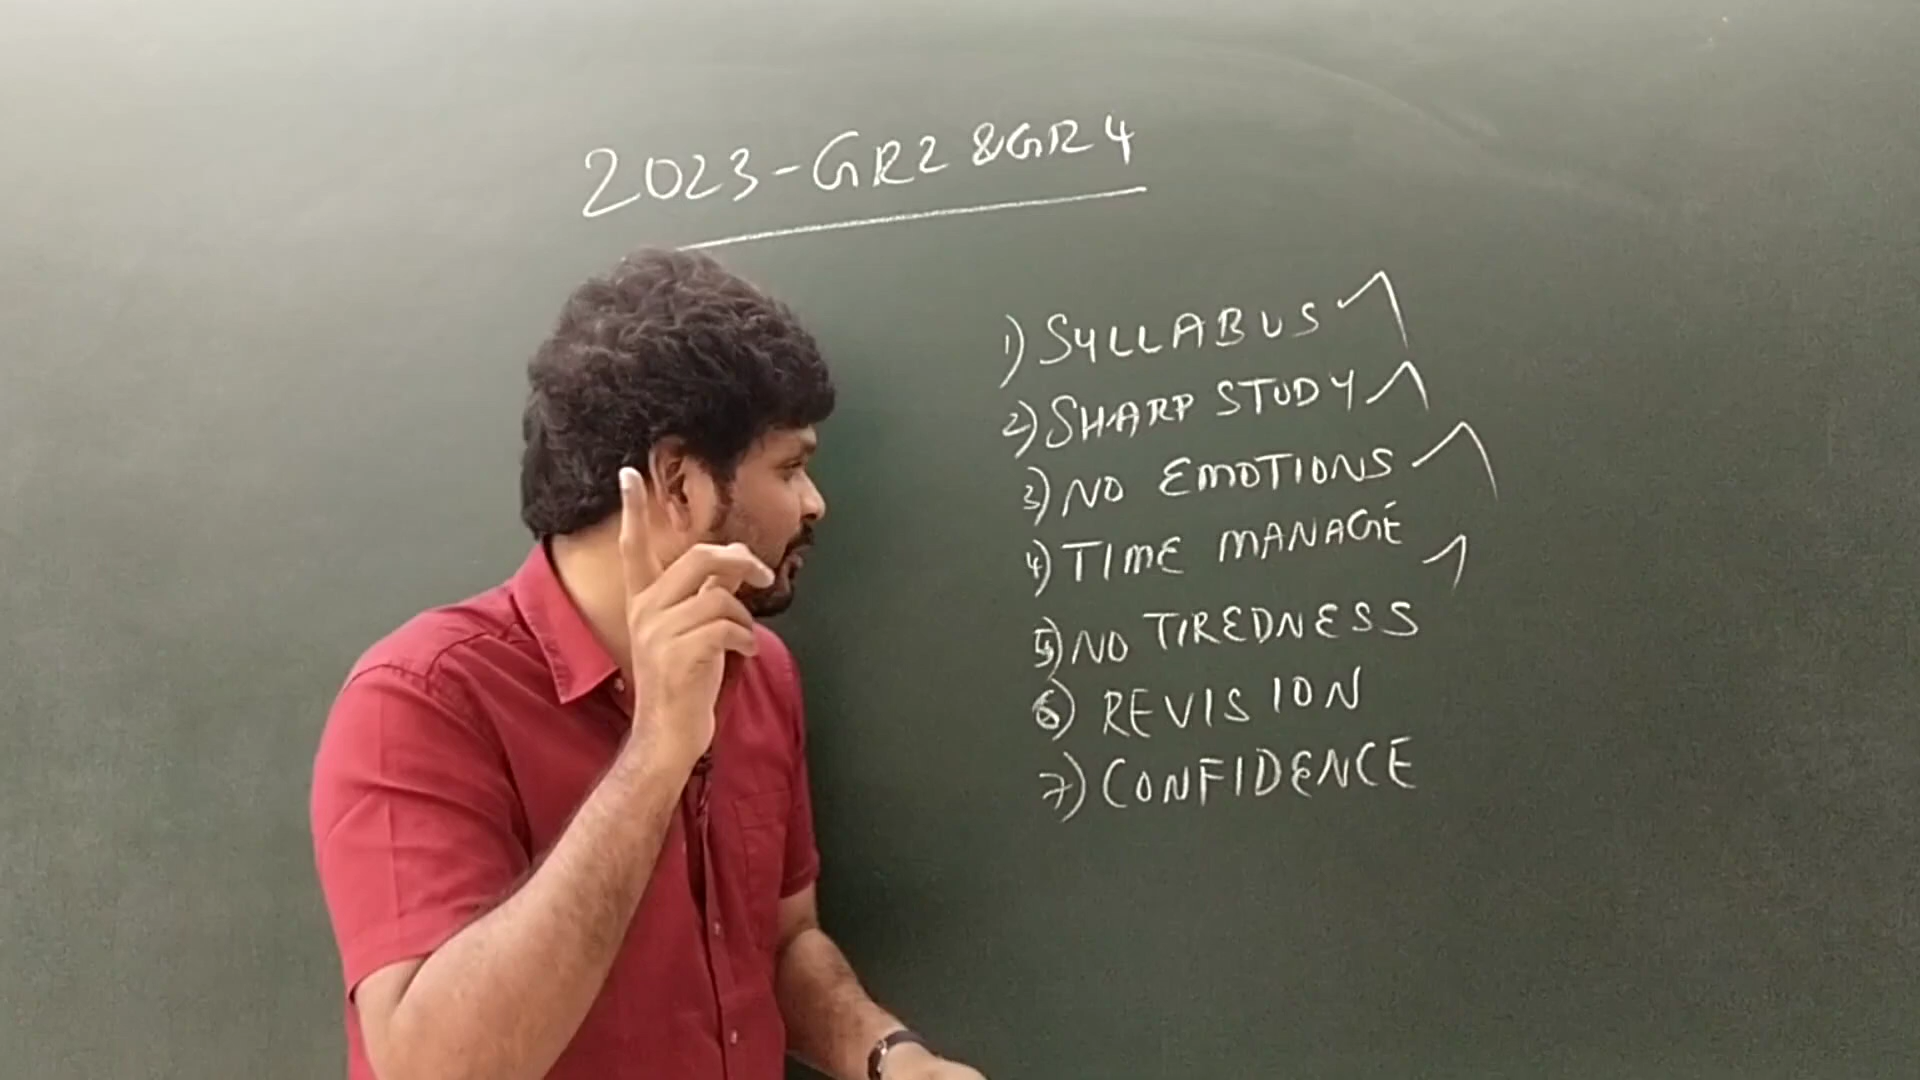 2023-GR2 &GR4
1) SYLLABUS
2) SHARP STUDY
3) NO EMOTIONS
4) TIME MANAGE
5) NO TIREDNESS
6) REVISION
7) CONFIDENCE